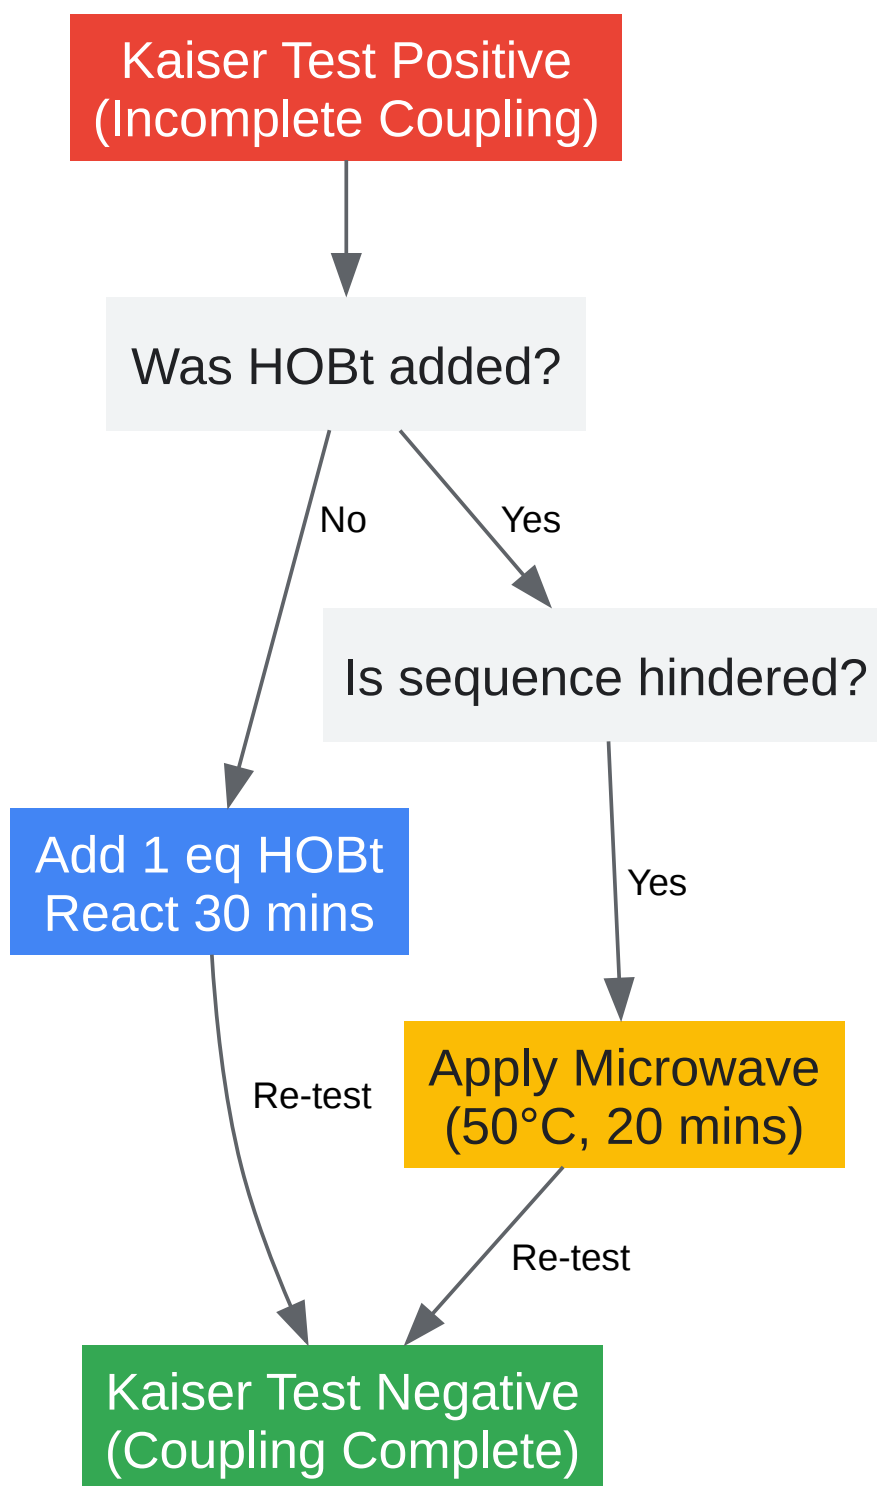 Kaiser Test Positive
(Incomplete Coupling)
Was HOBt added?
No
Yes
Is sequence hindered?
Add 1 eq HOBt
React 30 mins
Yes
Apply Microwave
(50°C, 20 mins)
Re-test
Re-test
Kaiser Test Negative
(Coupling Complete)